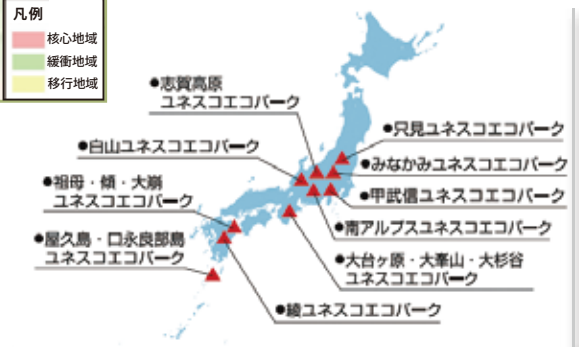 凡例
核心地域
緩衝地域
移行地域
●志賀高原
ユネスコエコパーク
●白山ユネスコエコパーク
●祖母・傾・大崩
ユネスコエコパーク
●屋久島・口永良部島
ユネスコエコパーク
●只見ユネスコエコパーク
●みなかみユネスコエコパーク
●甲武信ユネスコエコパーク
●南アルプスユネスコエコパーク
●大台ヶ原・大峯山・大杉谷
ユネスコエコパーク
●綾ユネスコエコパーク